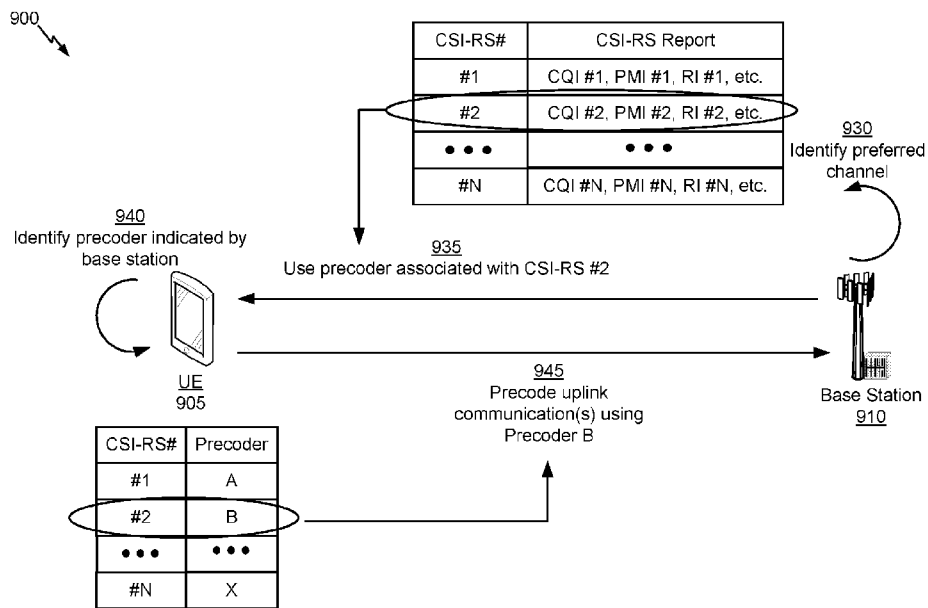 900
CSI-RS# CSI-RS Report
#1 CQI #1, PMI #1, RI #1, etc.
#2 CQI #2, PMI #2, RI #2, etc.
● ● ● ● ● ●
#N CQI #N, PMI #N, RI #N, etc.
930
Identify preferred
channel
940
Identify precoder indicated by
base station
935
Use precoder associated with CSI-RS #2
UE
905
945
Precode uplink
communication(s) using
Precoder B
Base Station
910
CSI-RS# Precoder
#1 A
#2 B
● ● ● ● ● ●
#N X